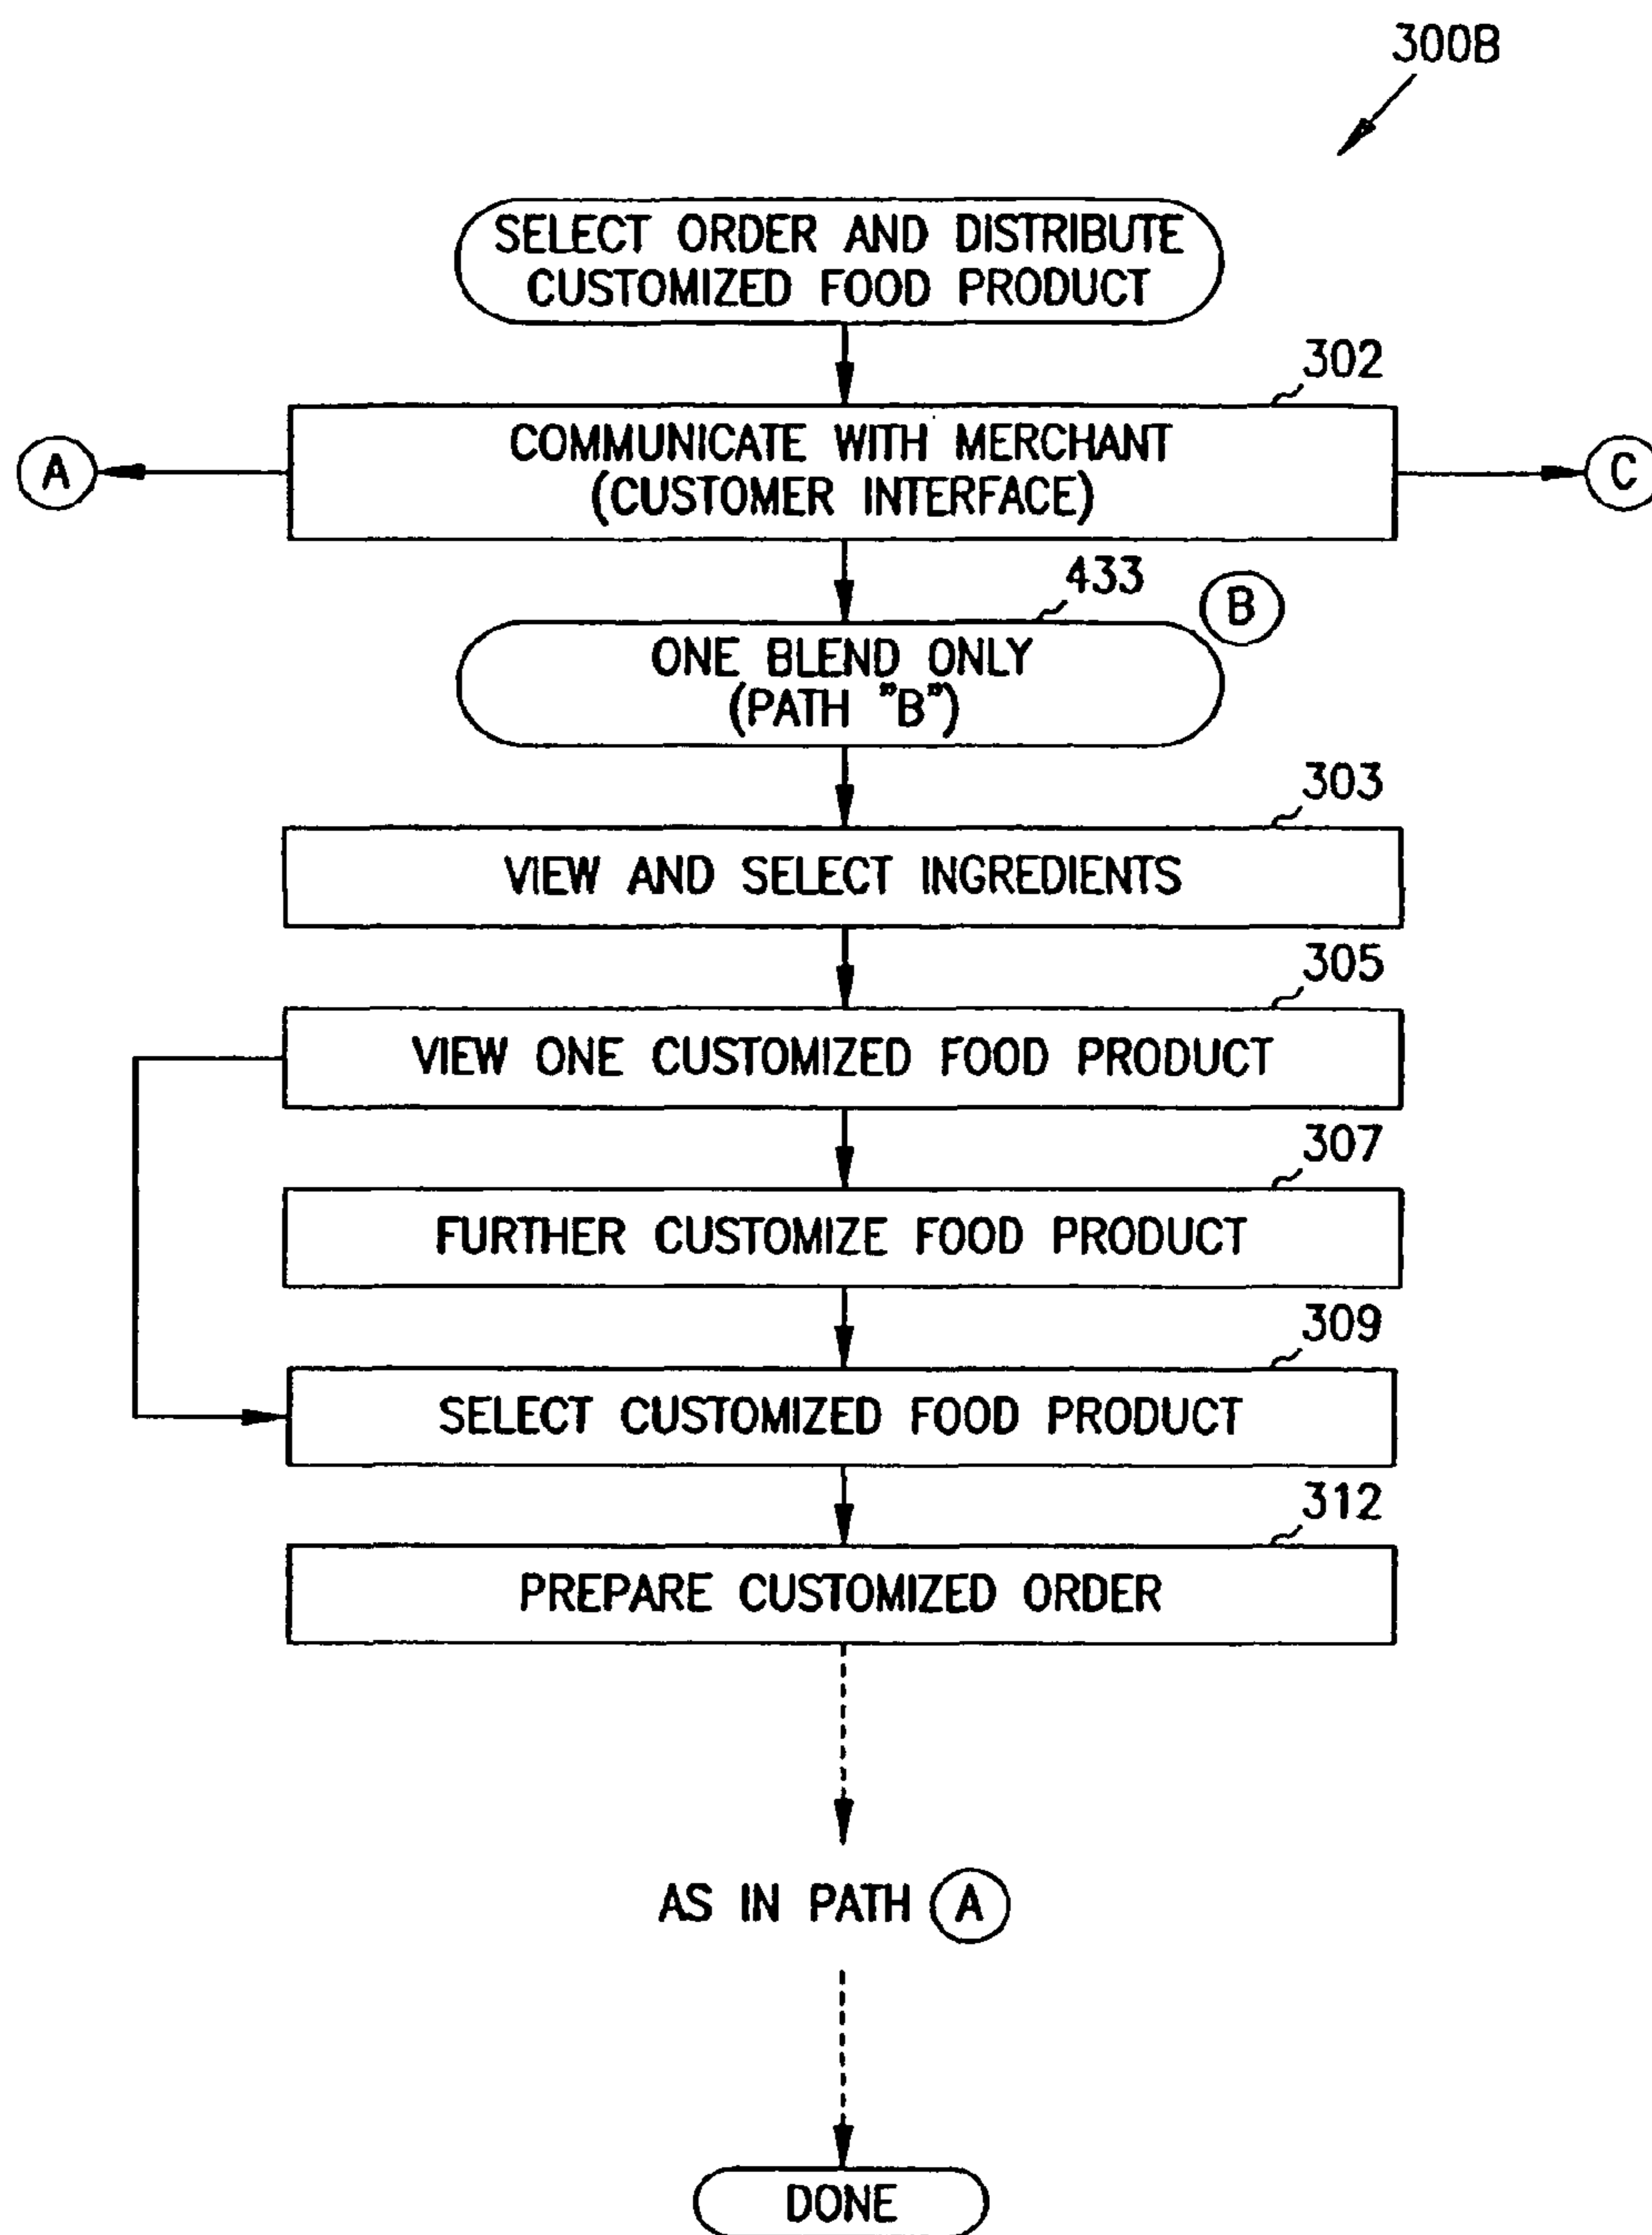 300B
SELECT ORDER AND DISTRIBUTE
CUSTOMIZED FOOD PRODUCT
302
COMMUNICATE WITH MERCHANT
(CUSTOMER INTERFACE)
A
C
433
B
ONE BLEND ONLY
(PATH "B")
303
VIEW AND SELECT INGREDIENTS
305
VIEW ONE CUSTOMIZED FOOD PRODUCT
307
FURTHER CUSTOMIZE FOOD PRODUCT
309
SELECT CUSTOMIZED FOOD PRODUCT
312
PREPARE CUSTOMIZED ORDER
AS IN PATH A
DONE